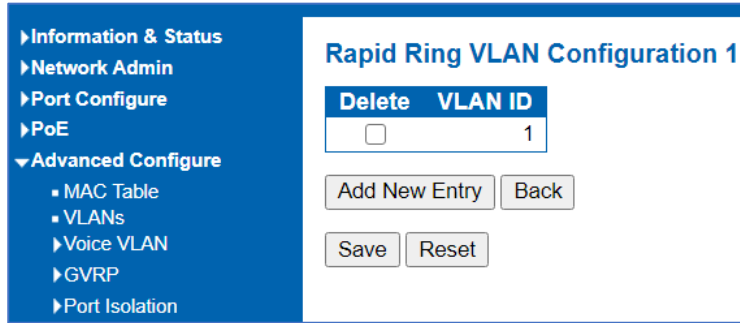 Information & Status
Network Admin
Port Configure
PoE
Advanced Configure
MAC Table
VLANs
Voice VLAN
GVRP
Port Isolation
Rapid Ring VLAN Configuration 1
Delete VLAN ID
1
Add New Entry Back
Save Reset